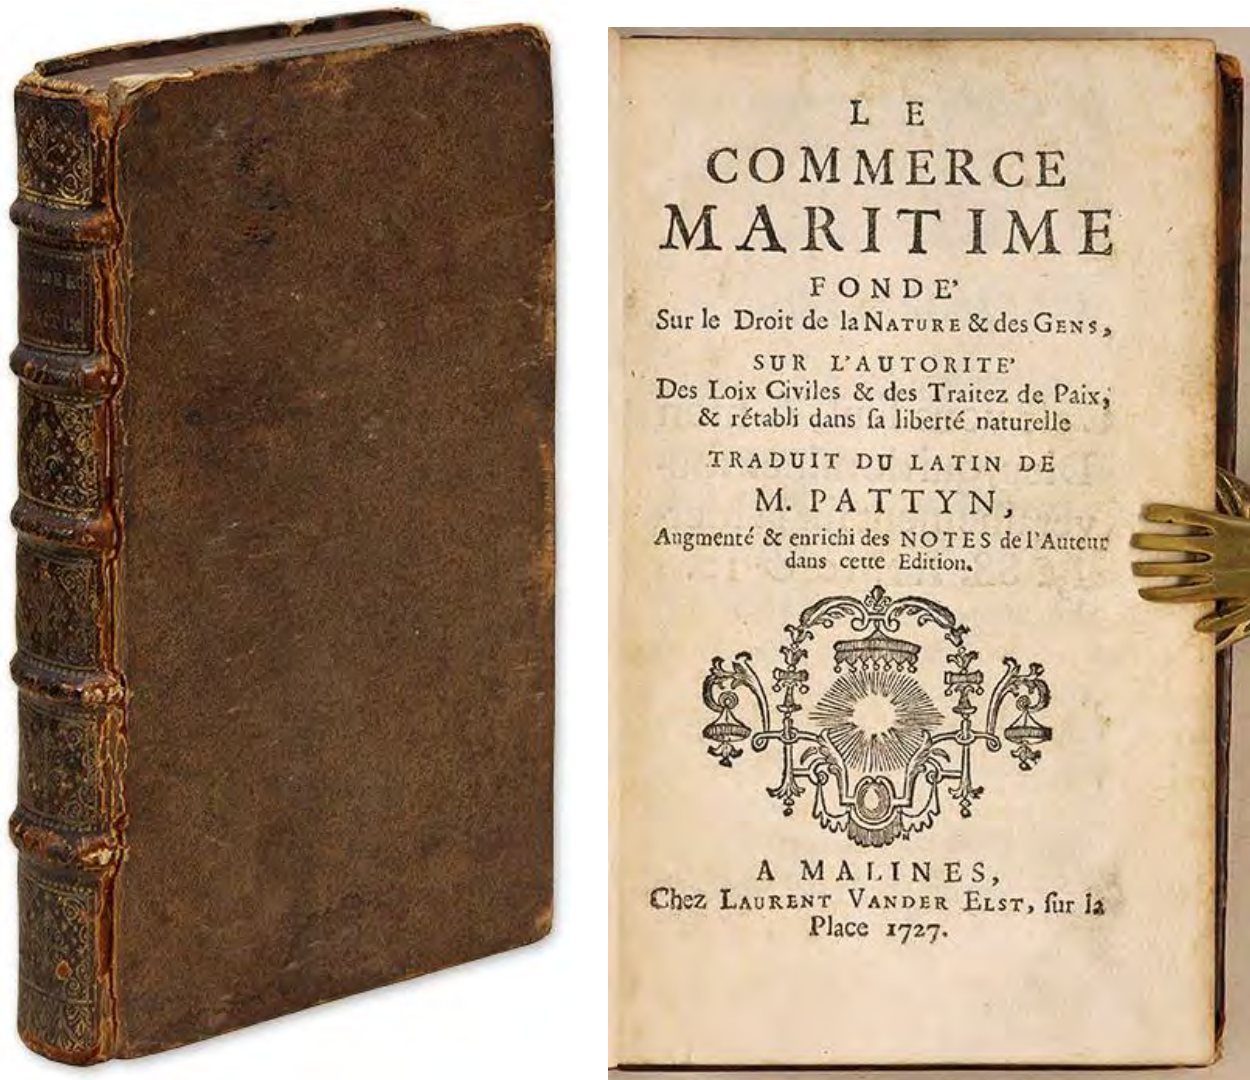 LE
COMMERCE
MARITIME
FONDE'
Sur le Droit de la NATURE & des GENS,
SUR L'AUTORITE'
Des Loix Civiles & des Traitez de Paix,
& rétabli dans ſa liberté naturelle
TRADUIT DU LATIN DE
M. PATTYN,
Augmenté & enrichi des NOTES de l'Auteur
dans cette Edition.
A MALINES,
Chez LAURENT VANDER ELST, ſur la
Place 1727.